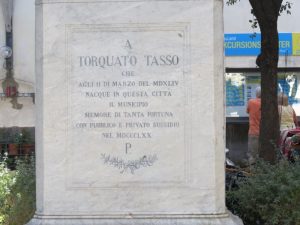 A
TORQUATO TASSO
CHE
AGLI 11 DI MARZO DEL MDXLIV
NACQUE IN QUESTA CITTÀ
IL MUNICIPIO
MEMORE DI TANTA FORTUNA
CON PUBBLICO E PRIVATO SUSSIDIO
NEL MDCCCLXX
P.
EXCURSIONS